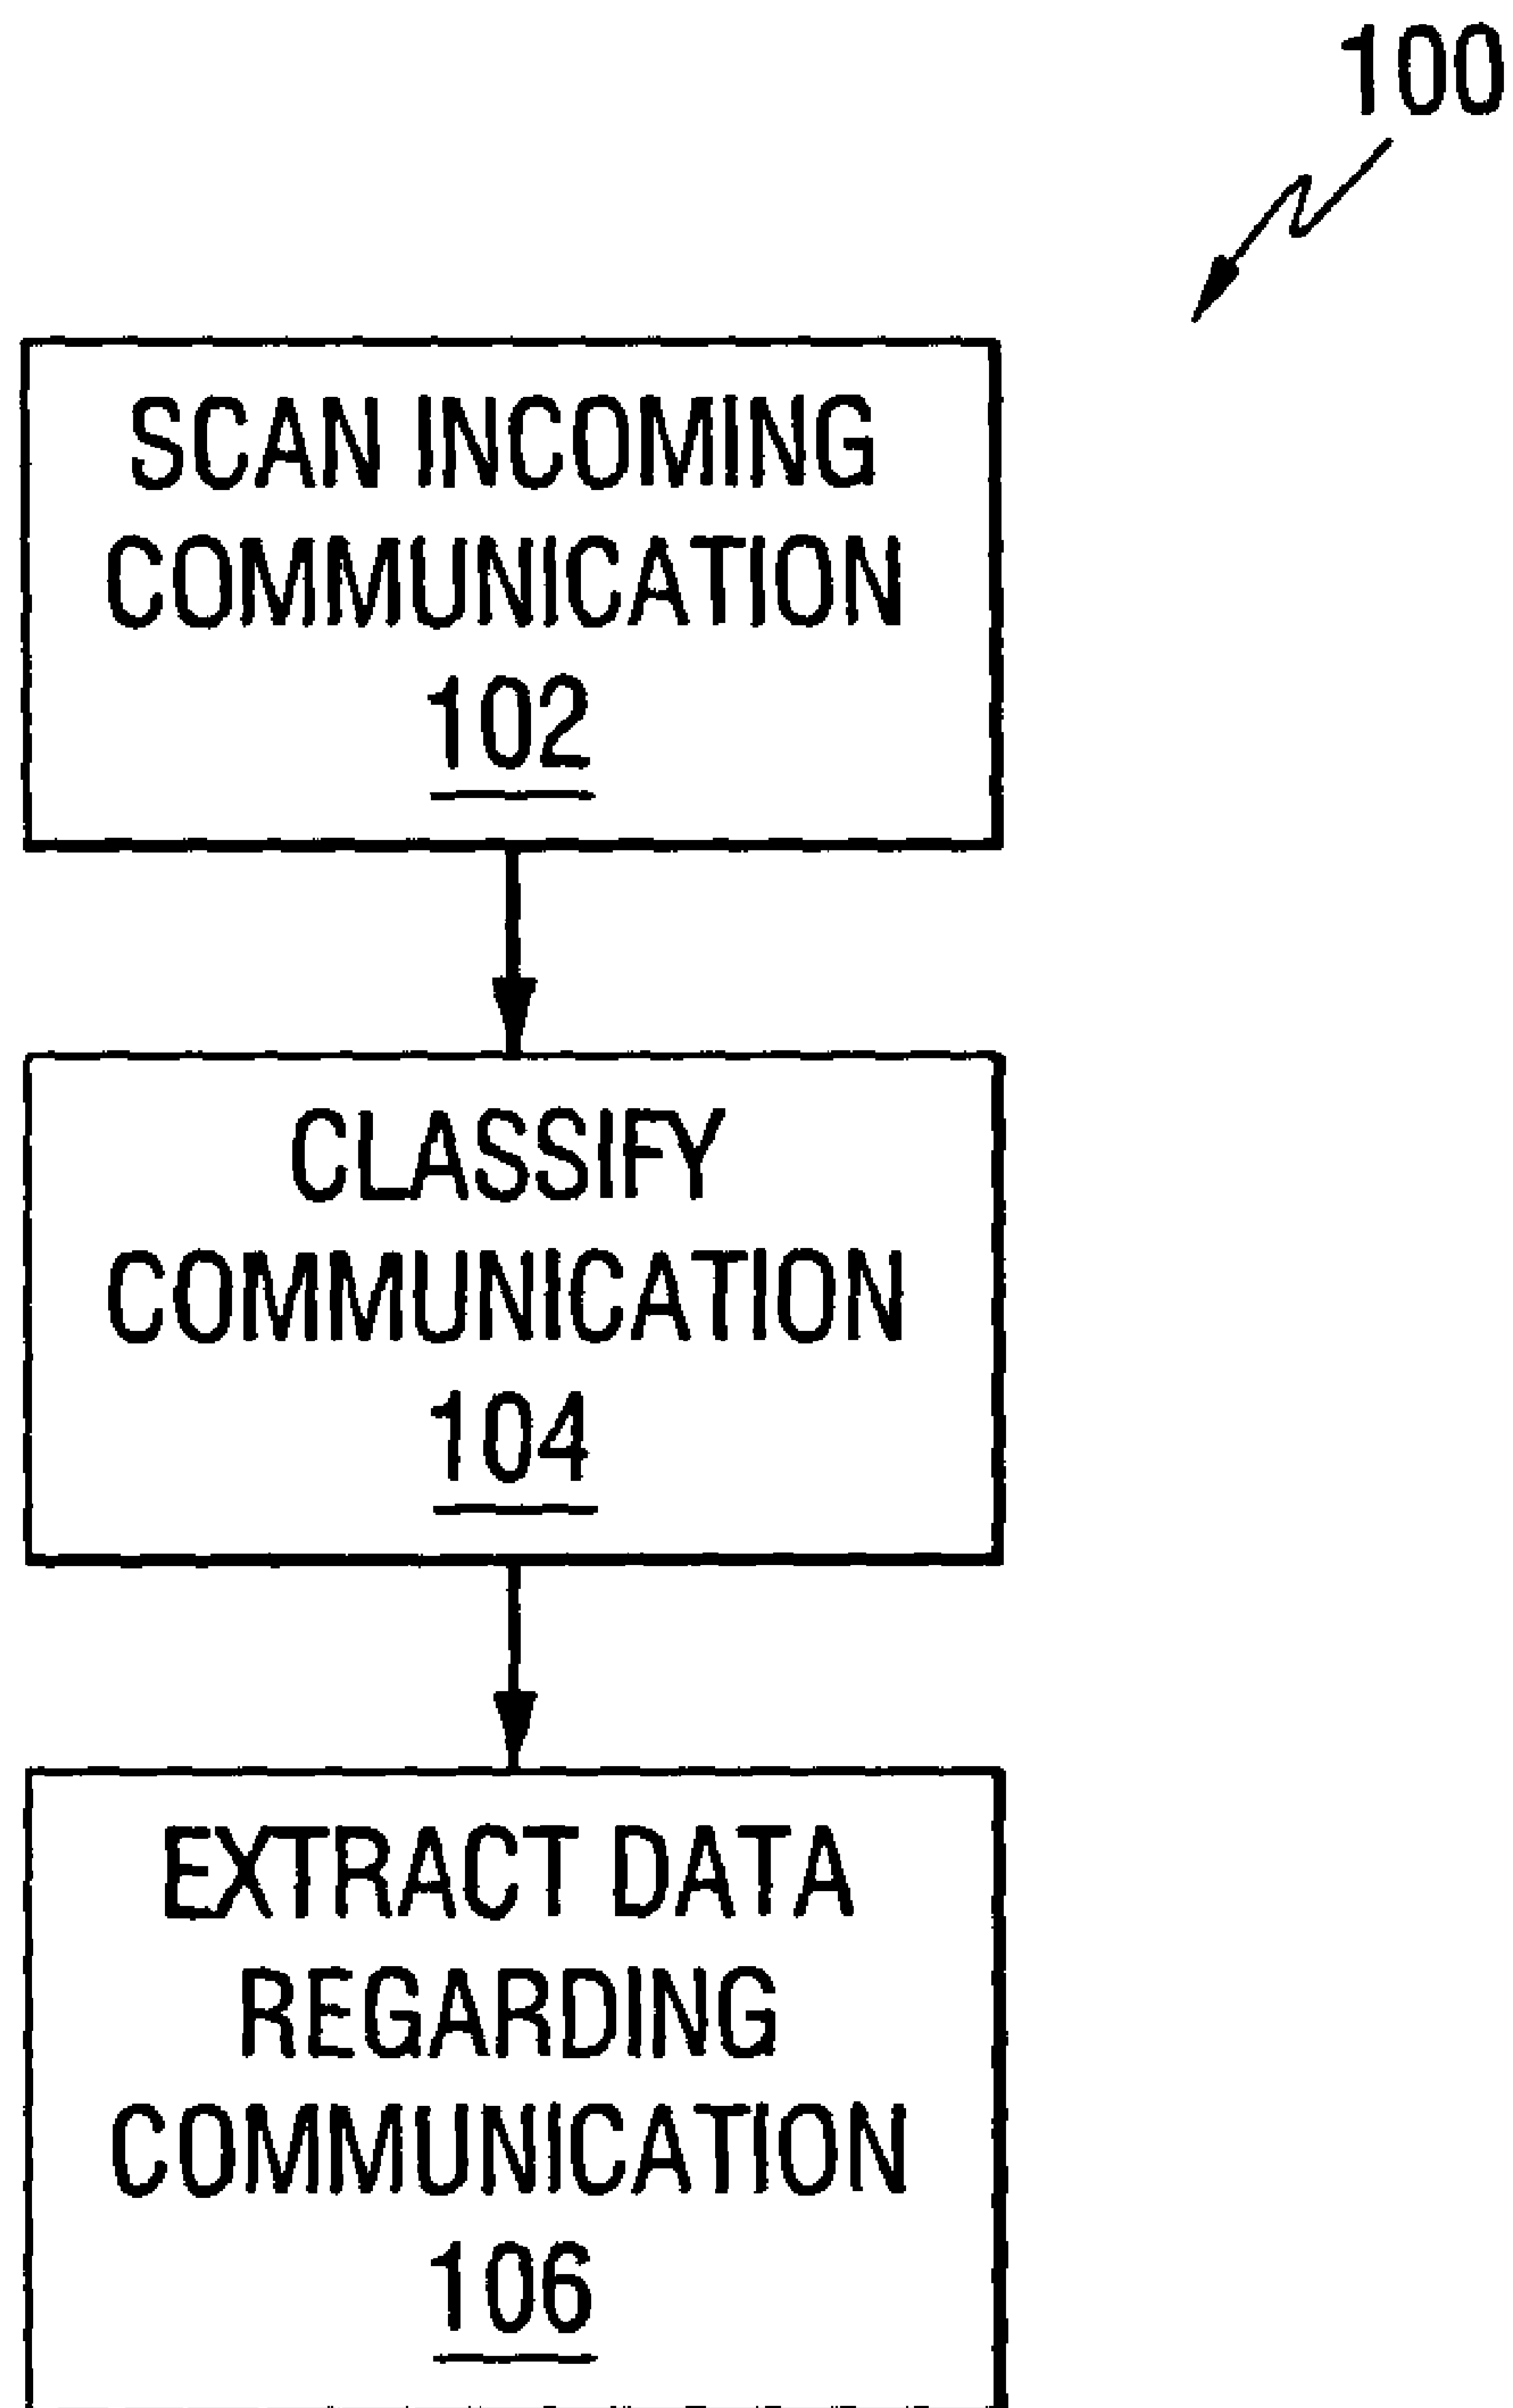 100
SCAN INCOMING
COMMUNICATION
102
CLASSIFY
COMMUNICATION
104
EXTRACT DATA
REGARDING
COMMUNICATION
106